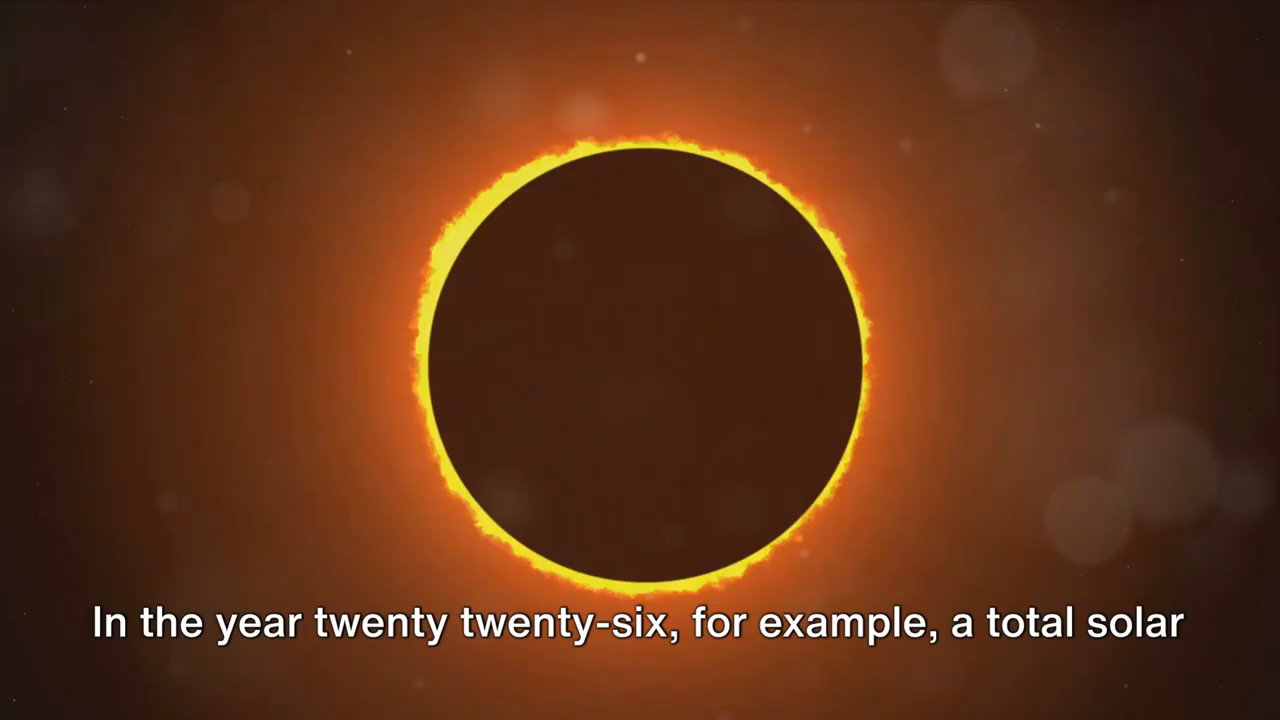 In the year twenty twenty-six, for example, a total solar